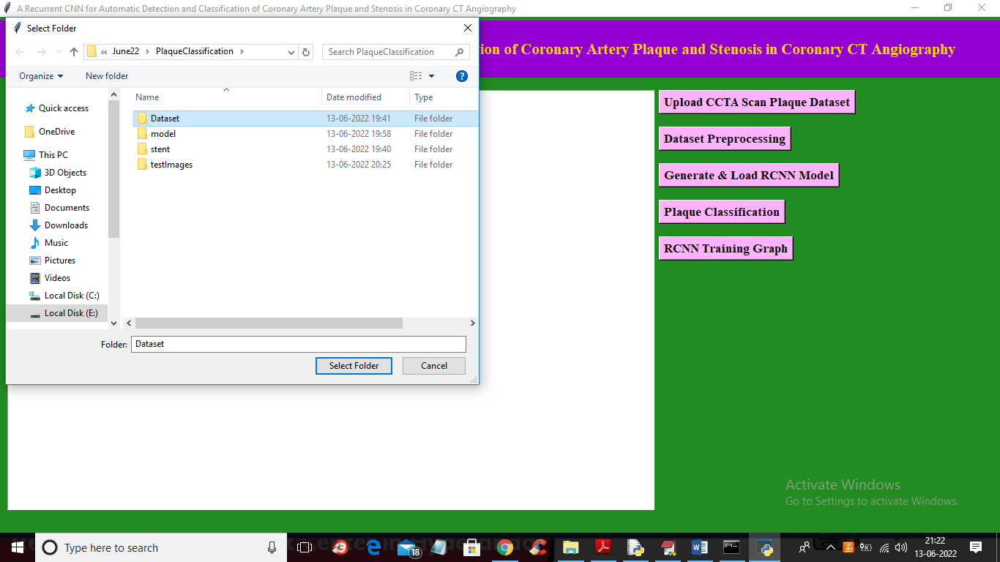 A Recurrent CNN for Automatic Detection and Classification of Coronary Artery Plaque and Stenosis in Coronary CT Angiography
Select Folder
« June22 › PlaqueClassification ›
Search PlaqueClassification
tion of Coronary Artery Plaque and Stenosis in Coronary CT Angiography
Organize
New folder
?
Name
Date modified
Type
Quick access
OneDrive
This PC
3D Objects
Desktop
Documents
Downloads
Music
Pictures
Videos
Local Disk (C:)
Local Disk (E:)
Dataset 13-06-2022 19:41 File folder
model 13-06-2022 19:58 File folder
stent 13-06-2022 19:40 File folder
testImages 13-06-2022 20:25 File folder
Folder: Dataset
Select Folder
Cancel
Upload CCTA Scan Plaque Dataset
Dataset Preprocessing
Generate & Load RCNN Model
Plaque Classification
RCNN Training Graph
Activate Windows
Go to Settings to activate Windows.
Type here to search
18
21:22
13-06-2022